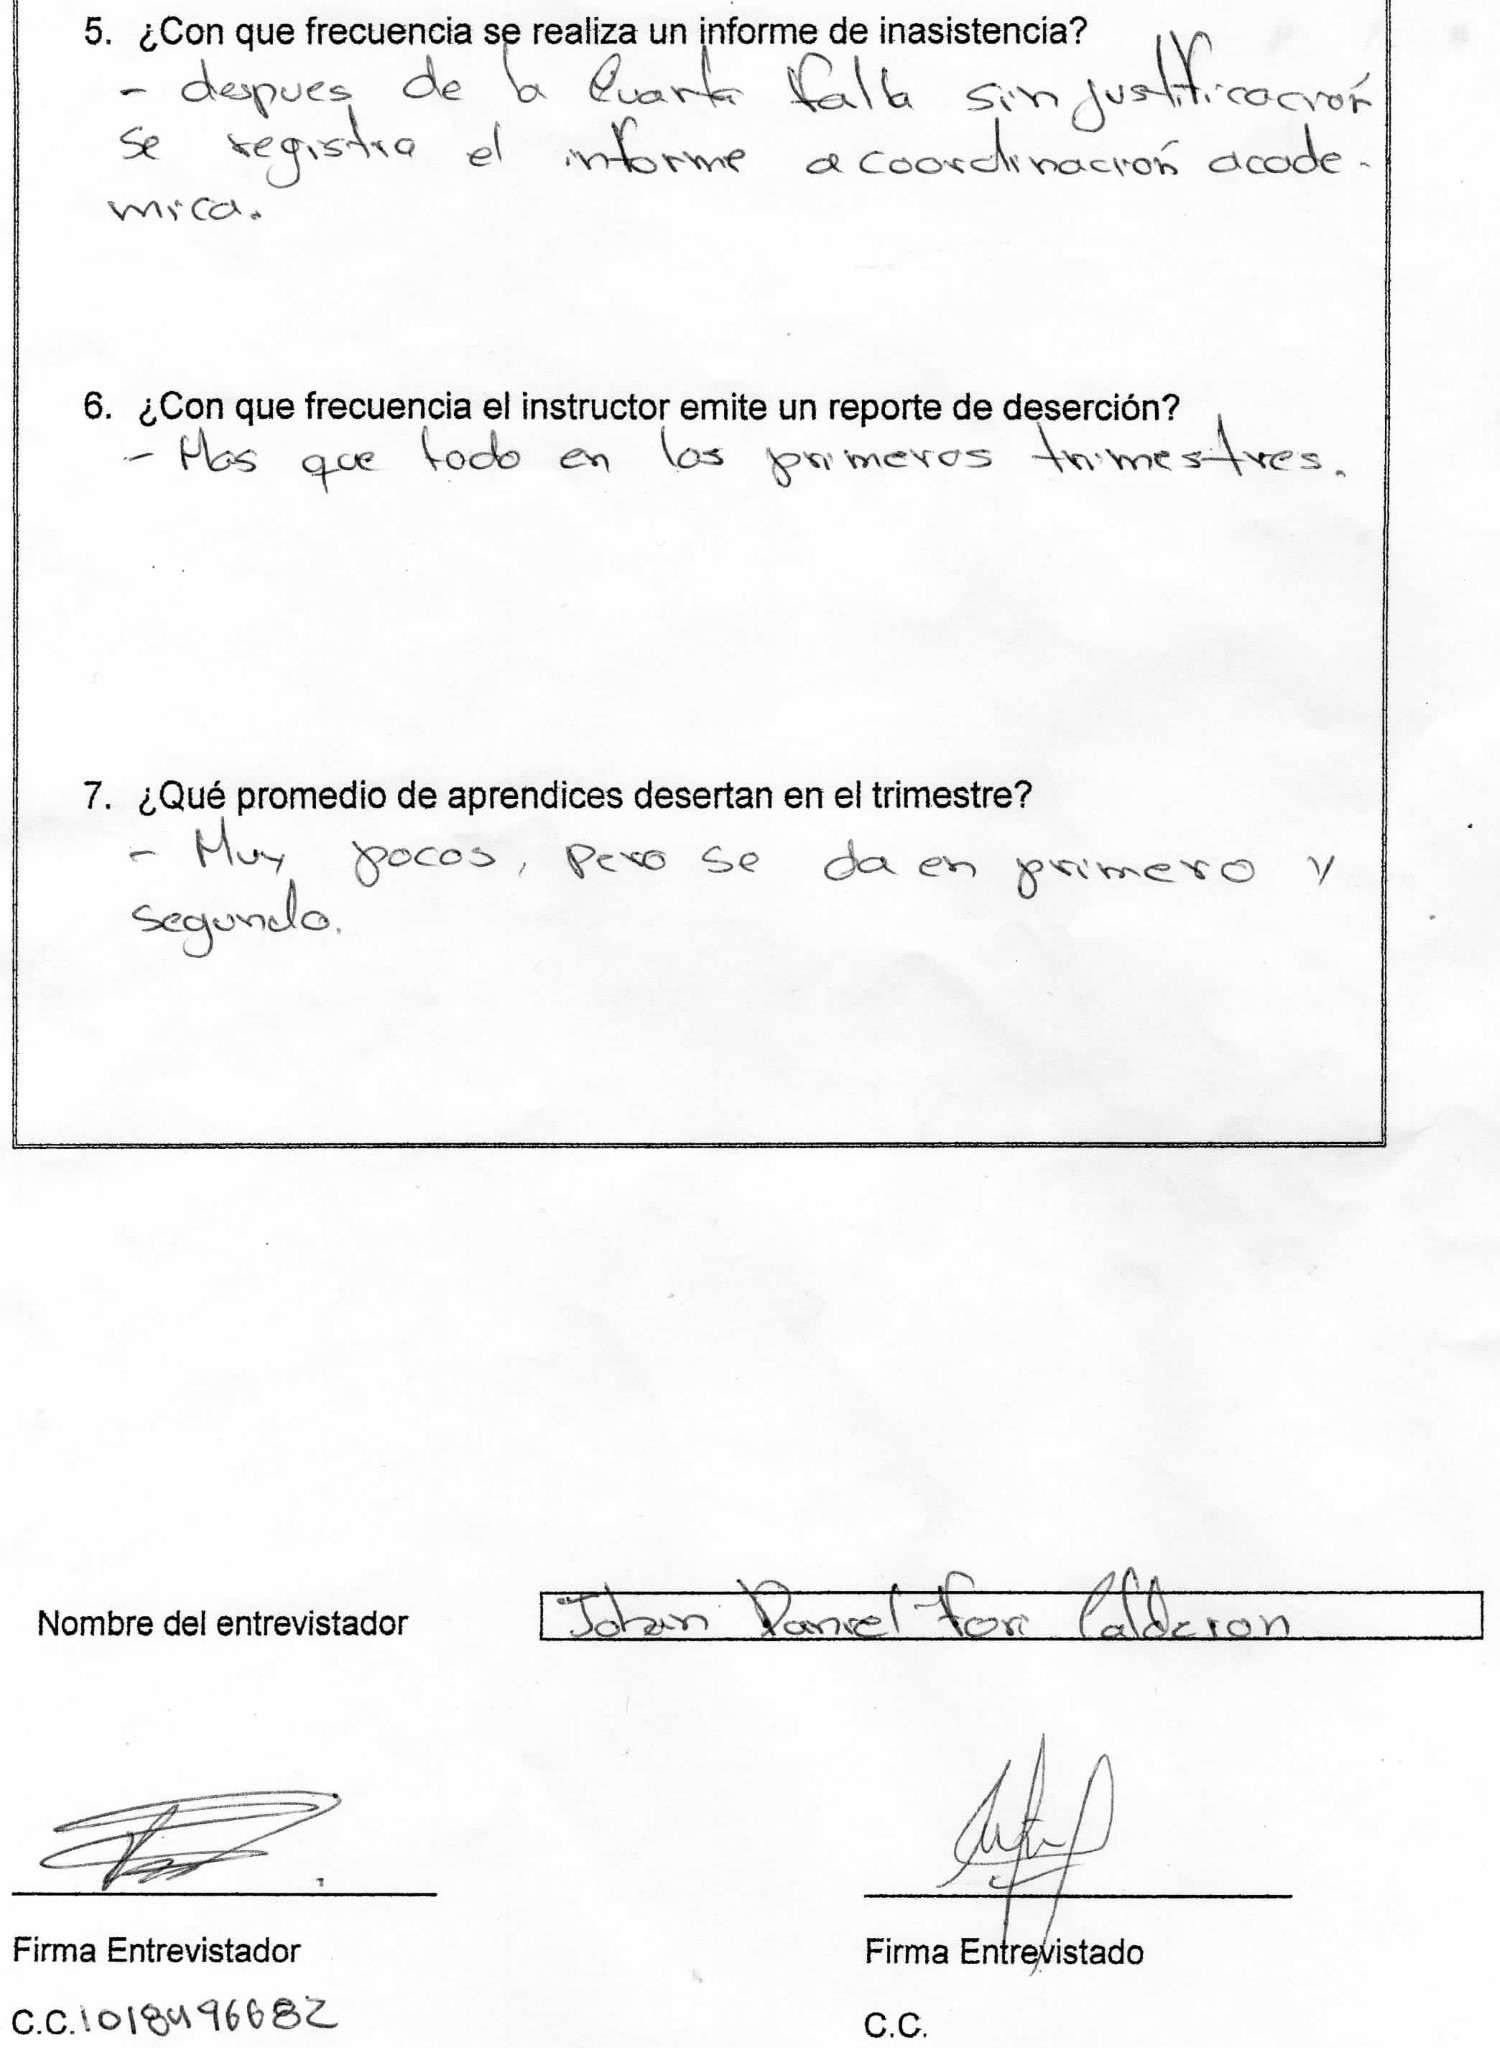 5. ¿Con que frecuencia se realiza un informe de inasistencia?
- despues de la Cuarta falla sin justificación
se registra el informe a coordinación acade-
mica.
6. ¿Con que frecuencia el instructor emite un reporte de deserción?
- Mas que todo en los primeros trimestres.
7. ¿Qué promedio de aprendices desertan en el trimestre?
- Muy pocos, pero se da en primero y
segundo.
Nombre del entrevistador
Johan Daniel Calderon
Firma Entrevistador
Firma Entrevistado
C.C. 1018496682
C.C.